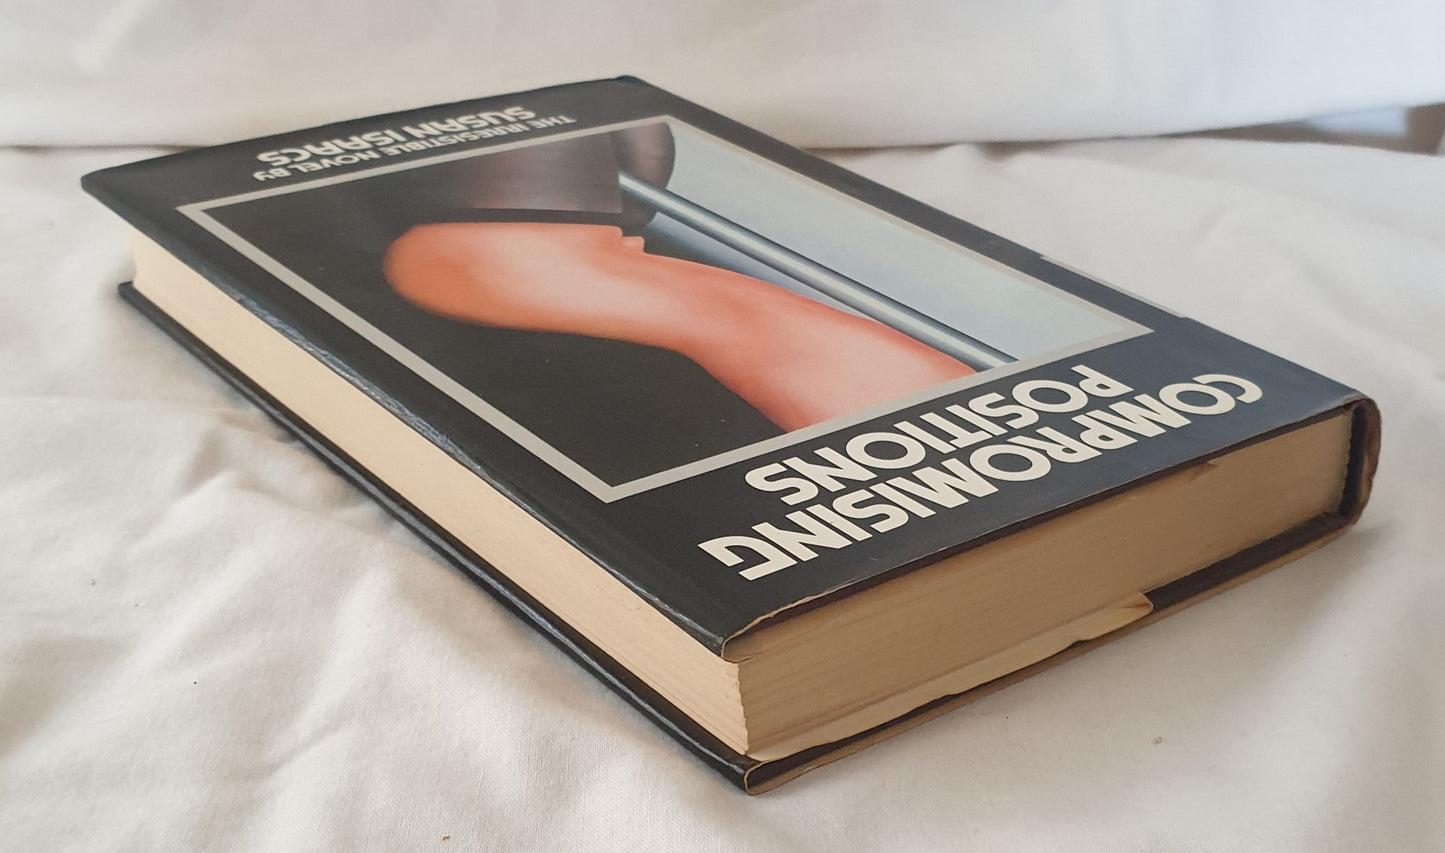 COMPROMISING
POSITIONS
THE IRRESISTIBLE NOVEL BY
SUSAN ISAACS